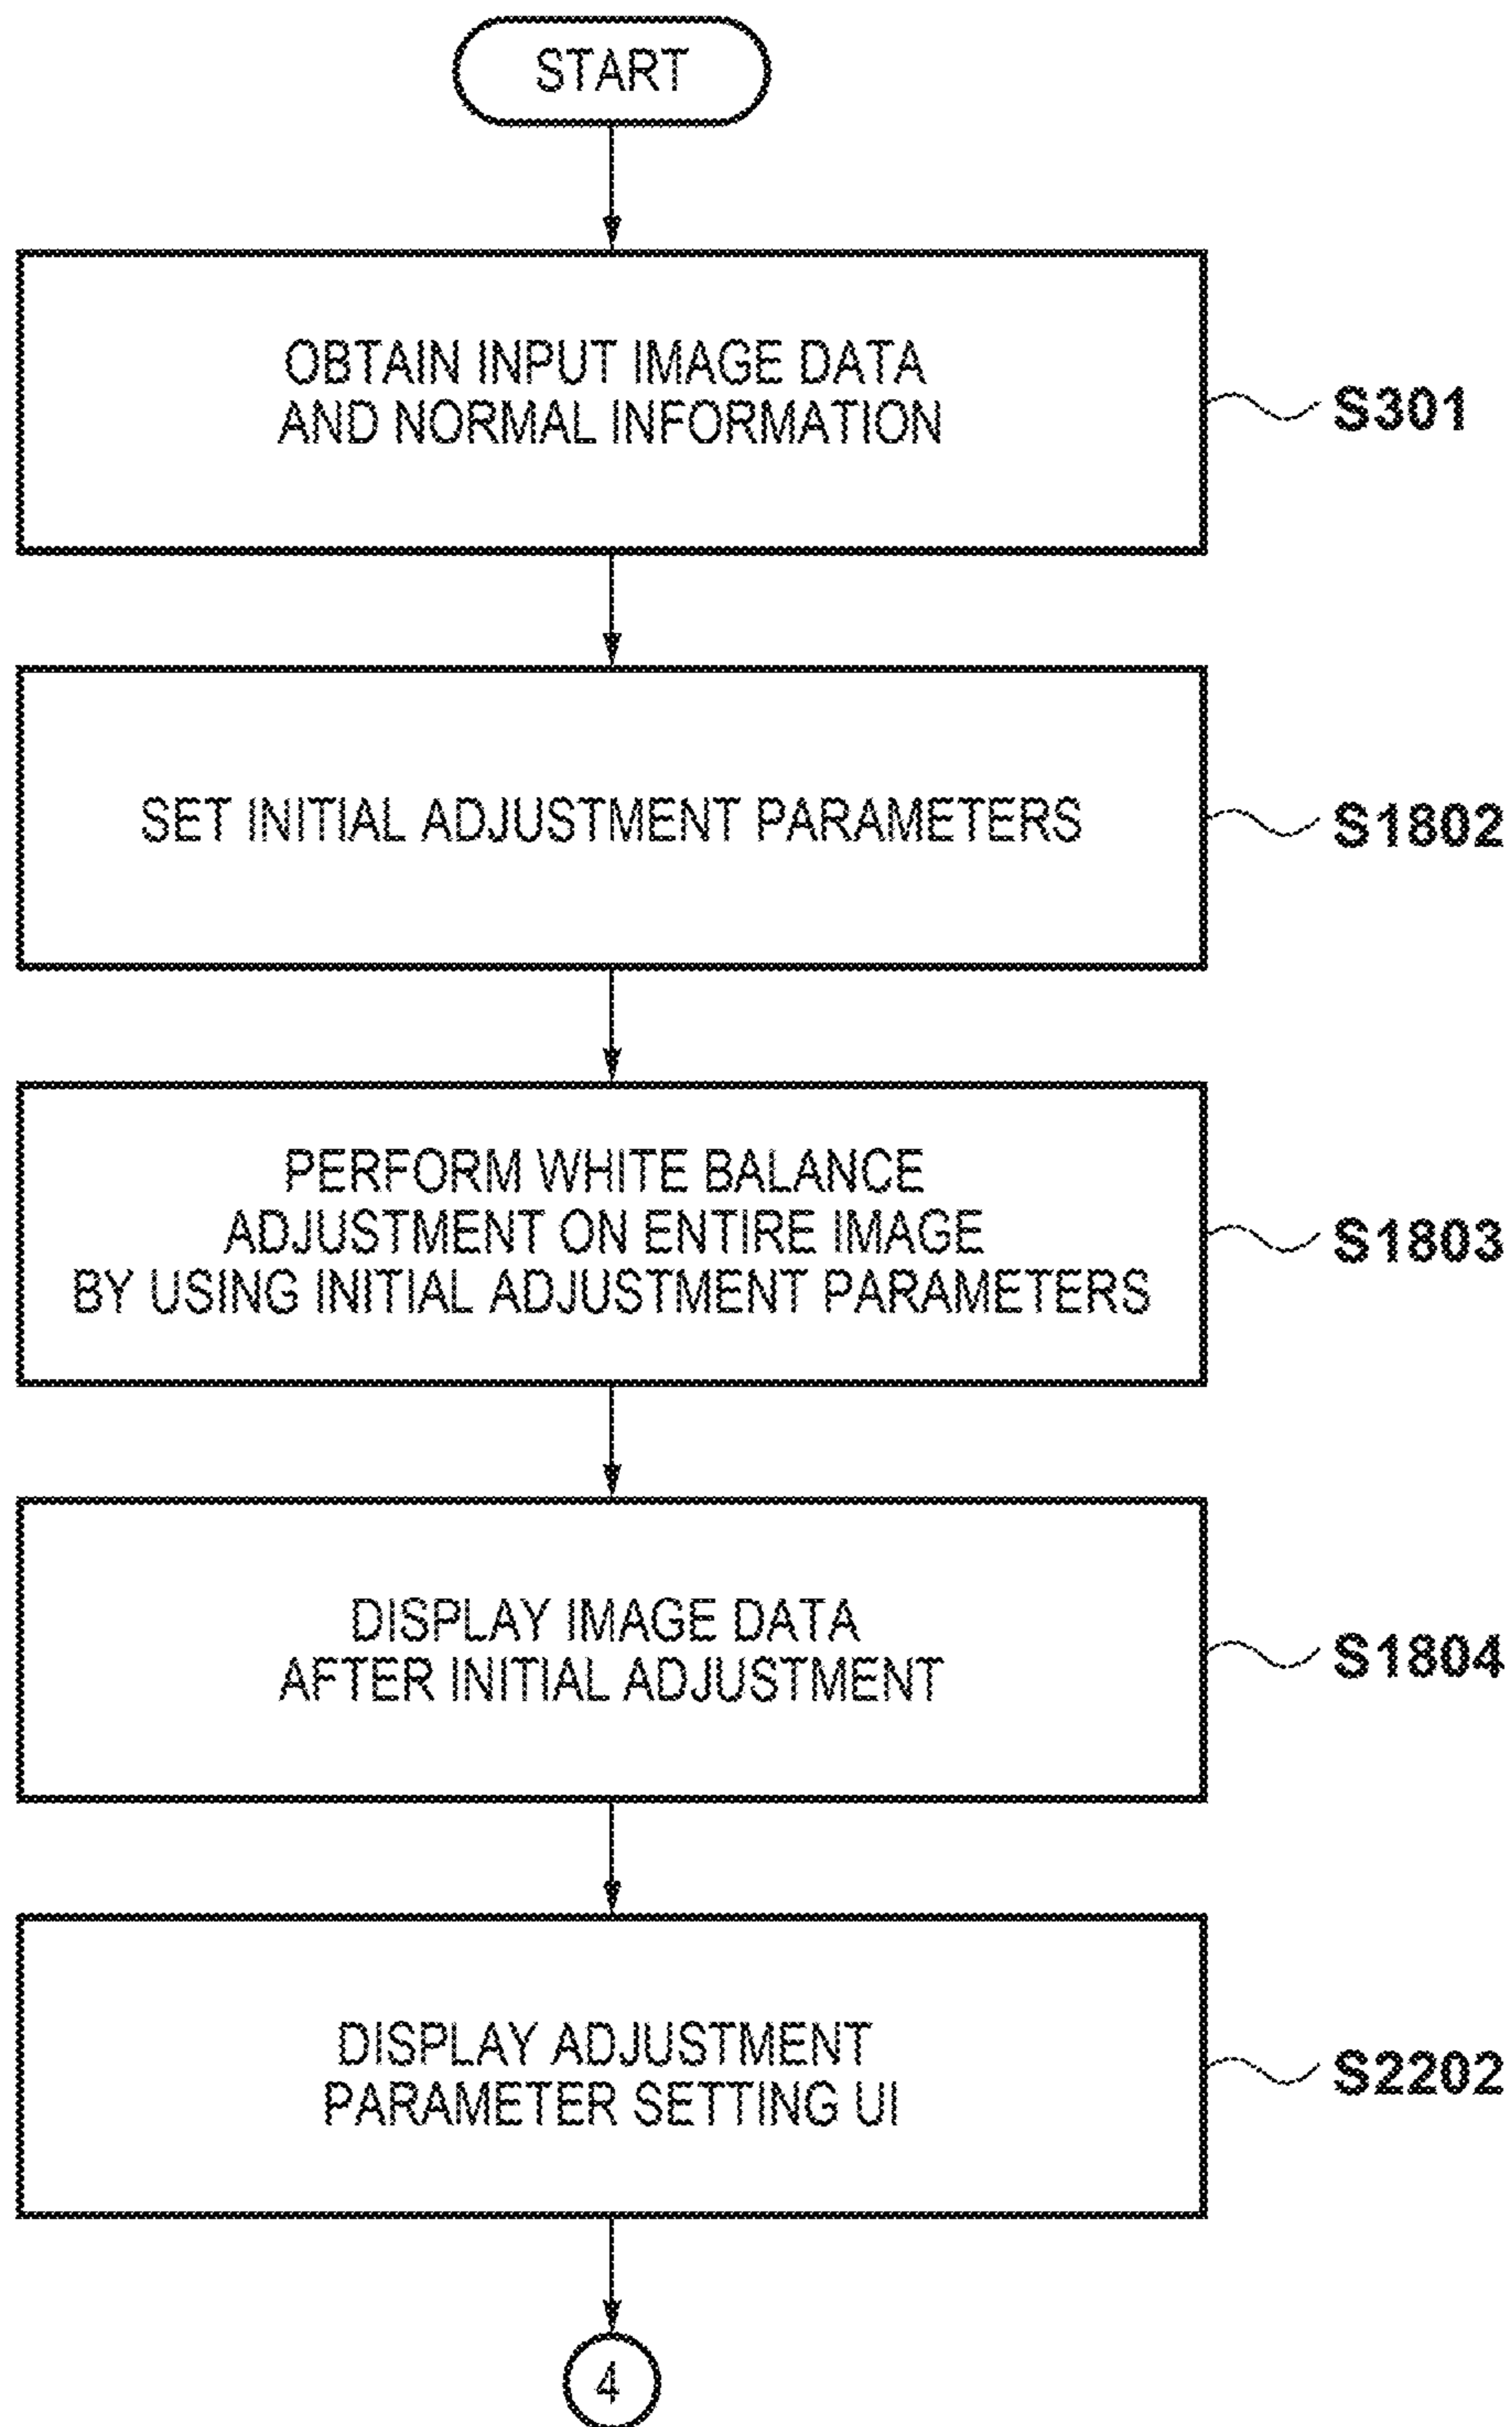 START
OBTAIN INPUT IMAGE DATA
AND NORMAL INFORMATION
S301
SET INITIAL ADJUSTMENT PARAMETERS
S1802
PERFORM WHITE BALANCE
ADJUSTMENT ON ENTIRE IMAGE
BY USING INITIAL ADJUSTMENT PARAMETERS
S1803
DISPLAY IMAGE DATA
AFTER INITIAL ADJUSTMENT
S1804
DISPLAY ADJUSTMENT
PARAMETER SETTING UI
S2202
4